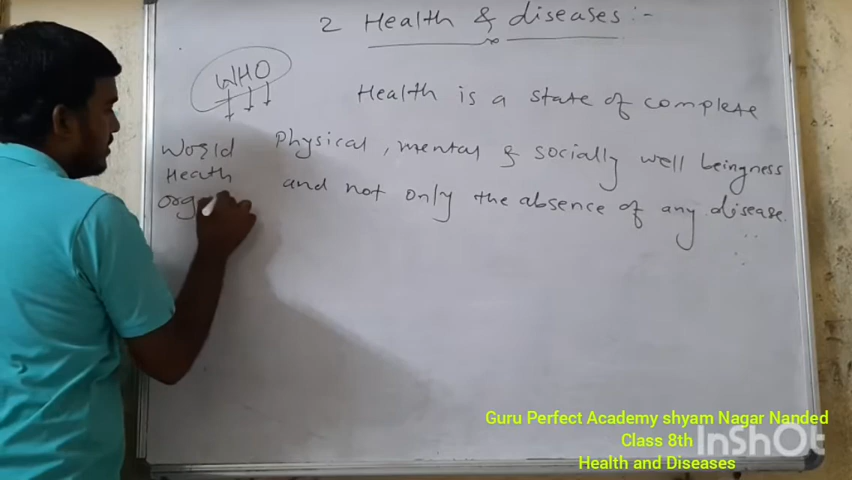 2 Health & diseases :-
WHO
Health is a state of complete
World
Physical, mental & socially well beingness
Heath
and not only the absence of any disease.
org
Guru Perfect Academy shyam Nagar Nanded
Class 8th
InShOt
Health and Diseases